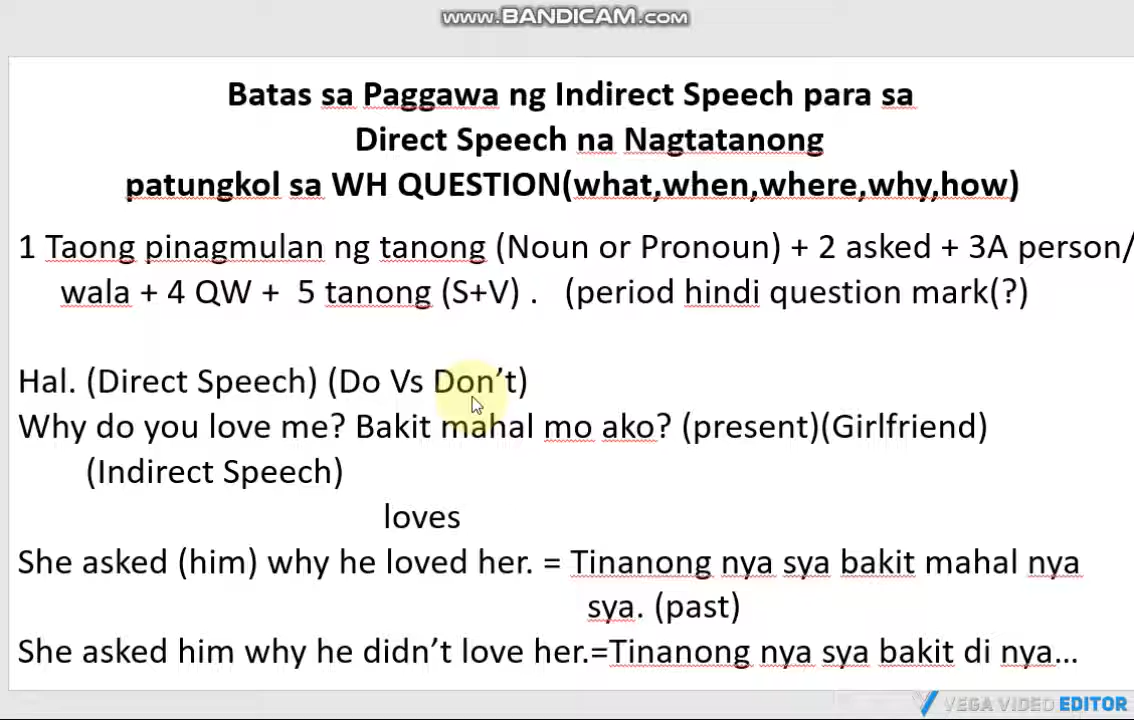 www.BANDICAM.com
Batas sa Paggawa ng Indirect Speech para sa
Direct Speech na Nagtatanong
patungkol sa WH QUESTION(what,when,where,why,how)
1 Taong pinagmulan ng tanong (Noun or Pronoun) + 2 asked + 3A person/
wala + 4 QW + 5 tanong (S+V) . (period hindi question mark(?)
Hal. (Direct Speech) (Do Vs Don’t)
Why do you love me? Bakit mahal mo ako? (present)(Girlfriend)
(Indirect Speech)
loves
She asked (him) why he loved her. = Tinanong nya sya bakit mahal nya
sya. (past)
She asked him why he didn’t love her.=Tinanong nya sya bakit di nya...
VEGA VIDEO EDITOR